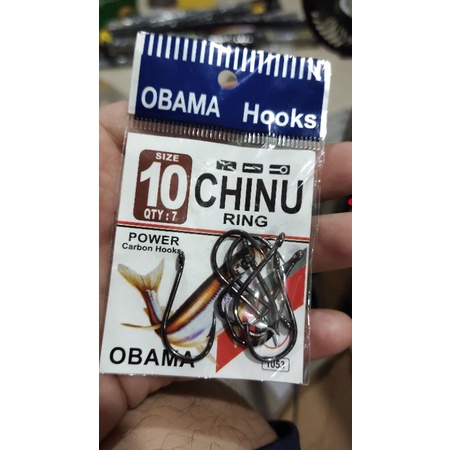 OBAMA Hooks
SIZE
10
QTY : 7
CHINU
RING
POWER
Carbon Hooks
OBAMA